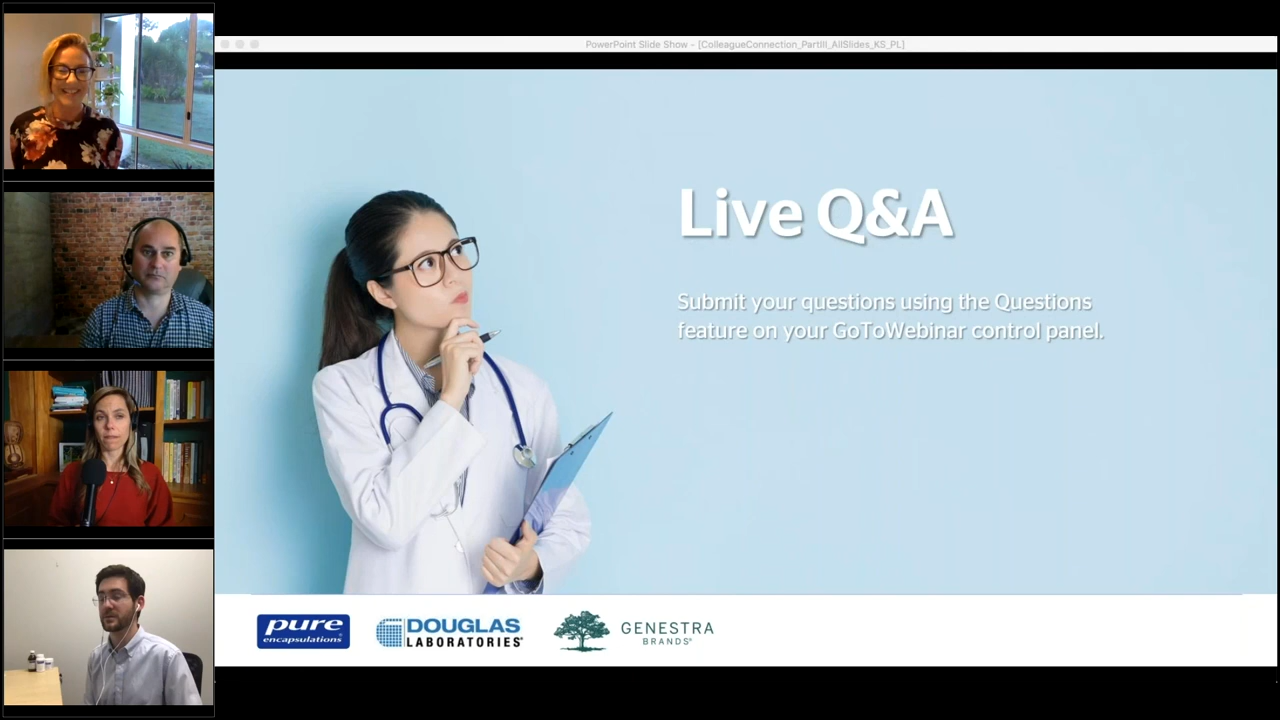 PowerPoint Slide Show - [ColleagueConnection_PartIII_AllSlides_KS_PL]
Live Q&A
Submit your questions using the Questions
feature on your GoToWebinar control panel.
pure
encapsulations®
DOUGLAS
LABORATORIES®
GENESTRA
BRANDS®